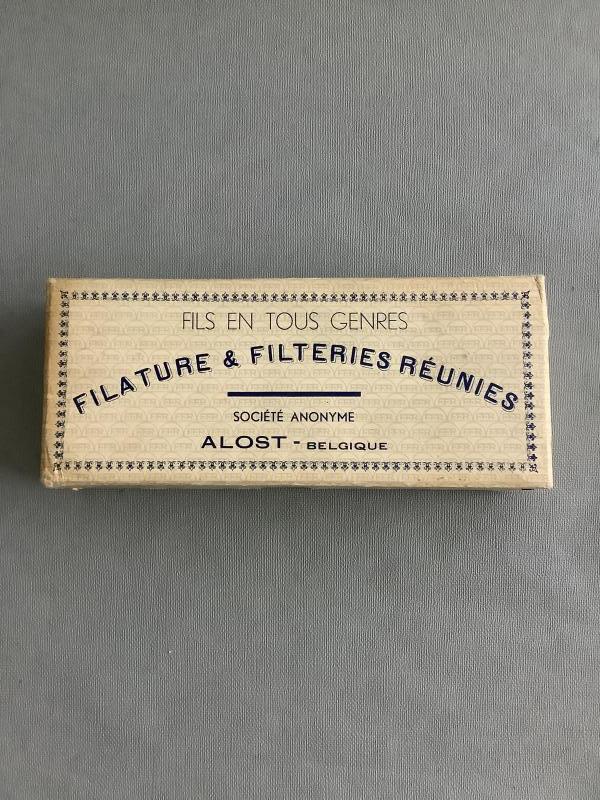 FILS EN TOUS GENRES
FILATURE & FILTERIES RÉUNIES
SOCIÉTÉ ANONYME
ALOST - BELGIQUE